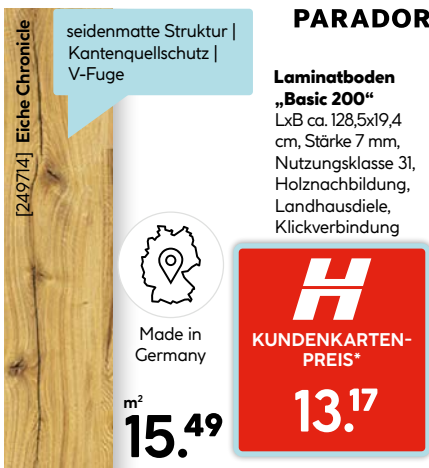 PARADOR
seidenmatte Struktur |
Kantenquellschutz |
V-Fuge
[249714] Eiche Chronicle
Laminatboden
„Basic 200“
LxB ca. 128,5x19,4
cm, Stärke 7 mm,
Nutzungsklasse 31,
Holznachbildung,
Landhausdiele,
Klickverbindung
Made in
Germany
m²
15.49
H
KUNDENKARTEN-
PREIS*
13.17